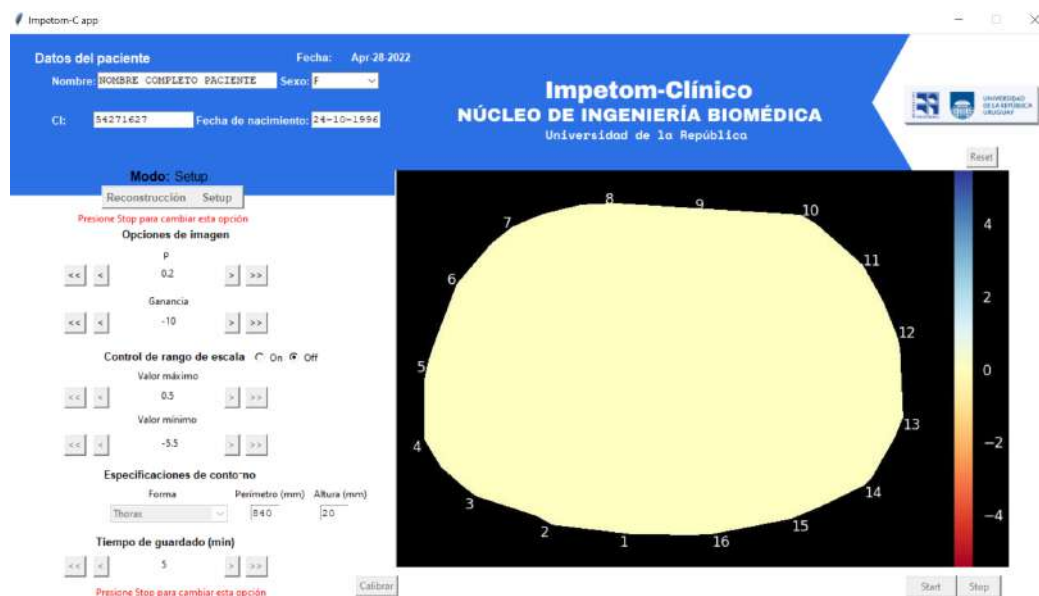 Impetom-C app
Datos del paciente
Fecha: Apr-28-2022
Nombre: NOMBRE COMPLETO PACIENTE Sexo: F
CI: 54271627 Fecha de nacimiento: 24-10-1996
Impetom-Clínico
NÚCLEO DE INGENIERÍA BIOMÉDICA
Universidad de la República
UNIVERSIDAD
DE LA REPÚBLICA
URUGUAY
Reset
Modo: Setup
Reconstrucción Setup
Presione Stop para cambiar esta opción
Opciones de imagen
p
<< < 0.2 > >>
Ganancia
<< < -10 > >>
Control de rango de escala On Off
Valor máximo
<< < 0.5 > >>
Valor mínimo
<< < -5.5 > >>
Especificaciones de contorno
Forma Perímetro (mm) Altura (mm)
Thorax 840 20
Tiempo de guardado (min)
<< < 5 > >>
Presione Stop para cambiar esta opción
Calibrar
8
9
10
7
11
6
12
5
13
4
14
3
15
2
1
16
4
2
0
−2
−4
Start Stop